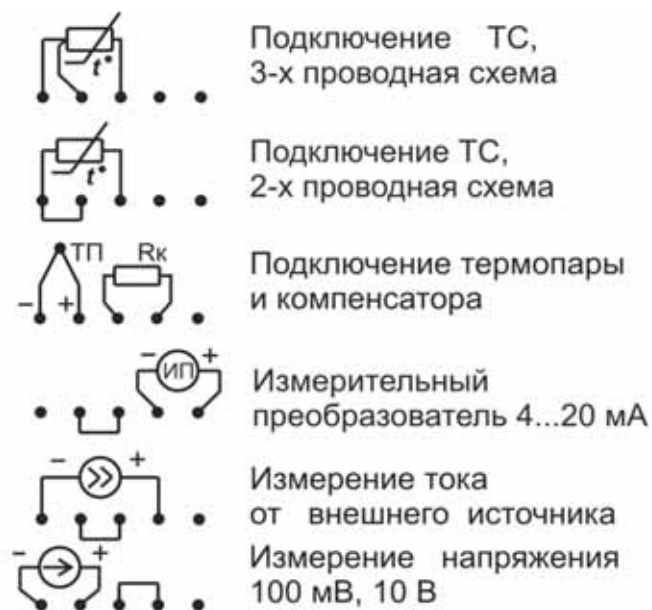 t° Подключение ТС,
3-х проводная схема
t° Подключение ТС,
2-х проводная схема
ТП Rк
- + Подключение термопары
и компенсатора
- ИП + Измерительный
преобразователь 4...20 мА
- + Измерение тока
от внешнего источника
- + Измерение напряжения
100 мВ, 10 В